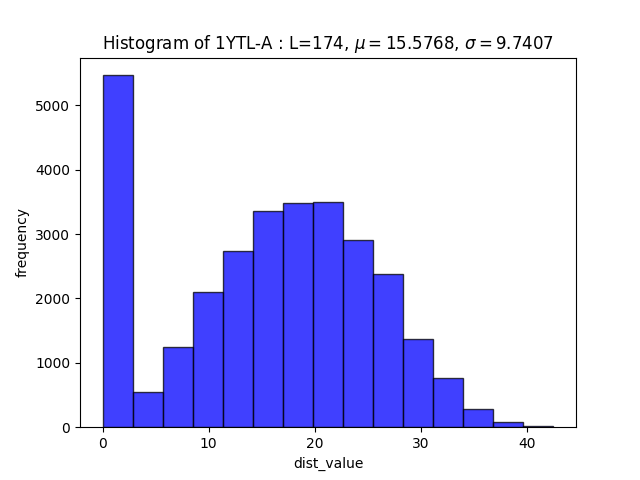 Histogram of 1YTL-A : L=174, μ = 15.5768, σ = 9.7407
frequency
5000
4000
3000
2000
1000
0
0 10 20 30 40
dist_value